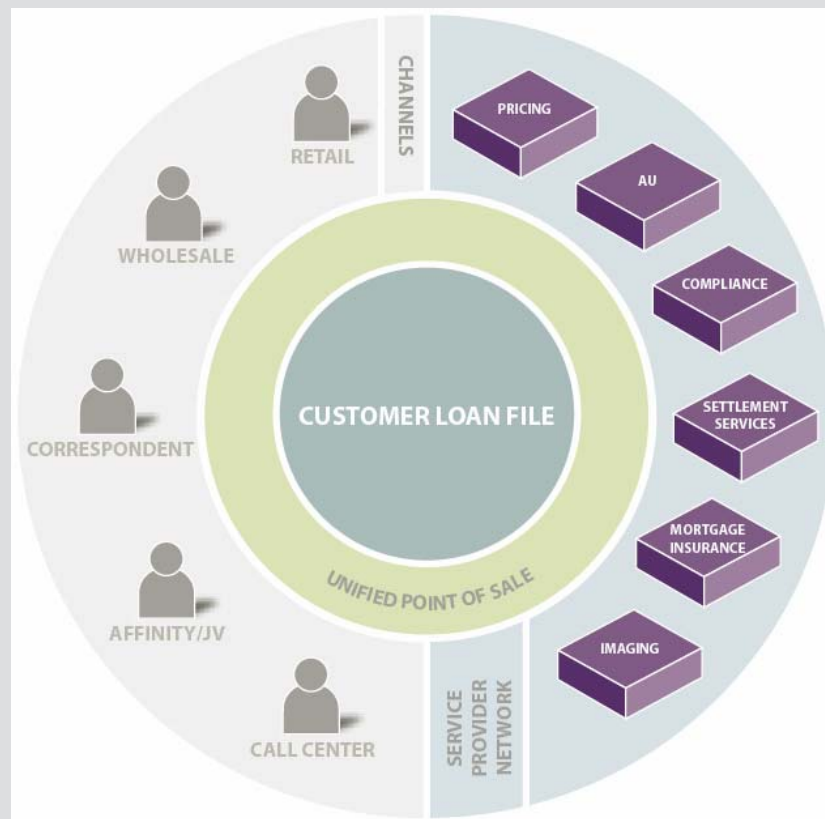 CHANNELS
RETAIL
WHOLESALE
CORRESPONDENT
AFFINITY/JV
CALL CENTER
PRICING
AU
COMPLIANCE
SETTLEMENT
SERVICES
MORTGAGE
INSURANCE
IMAGING
SERVICE
PROVIDER
NETWORK
CUSTOMER LOAN FILE
UNIFIED POINT OF SALE